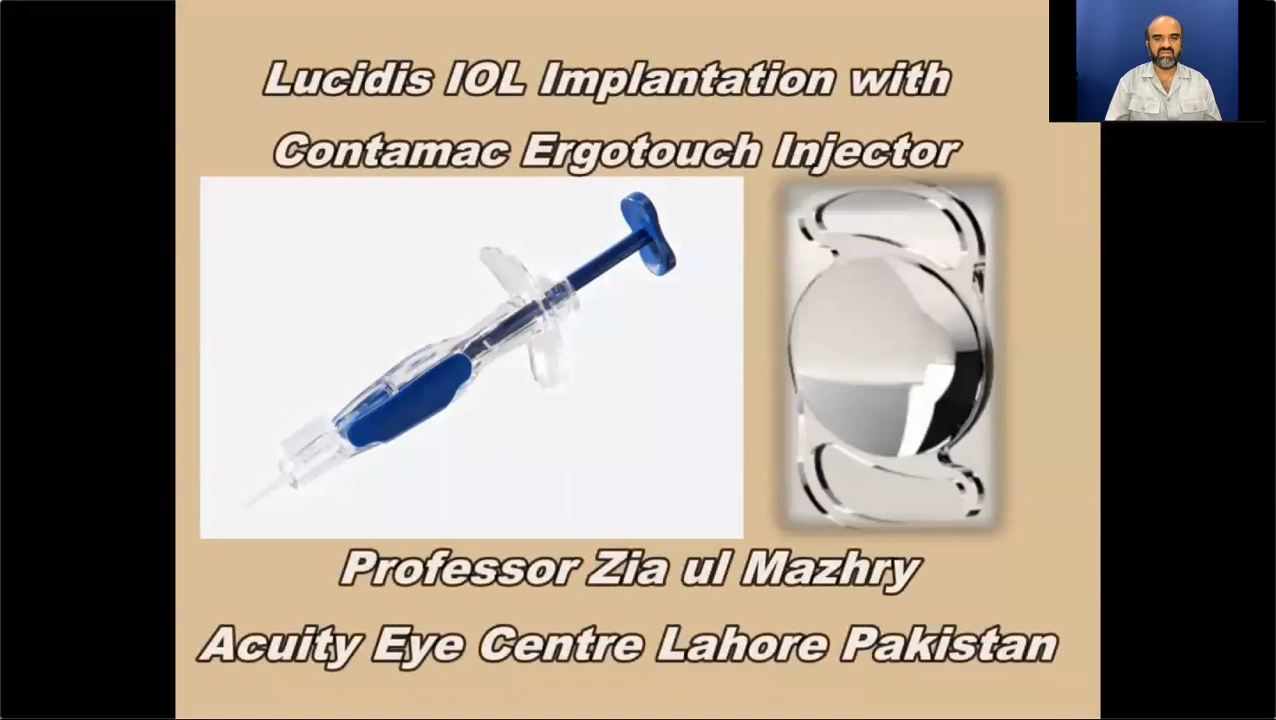 Lucidis IOL Implantation with
Contamac Ergotouch Injector
Professor Zia ul Mazhry
Acuity Eye Centre Lahore Pakistan